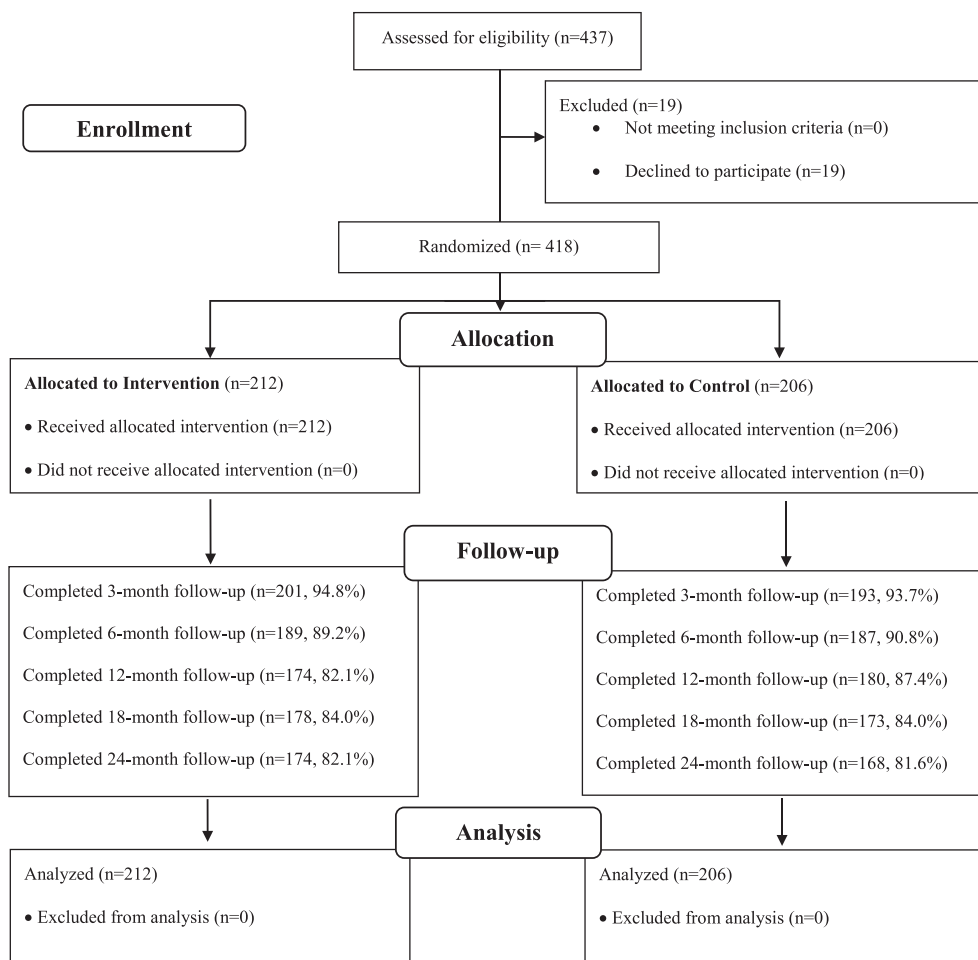 Assessed for eligibility (n=437)
Enrollment
Excluded (n=19)
• Not meeting inclusion criteria (n=0)
• Declined to participate (n=19)
Randomized (n= 418)
Allocation
Allocated to Intervention (n=212)
• Received allocated intervention (n=212)
• Did not receive allocated intervention (n=0)
Allocated to Control (n=206)
• Received allocated intervention (n=206)
• Did not receive allocated intervention (n=0)
Follow-up
Completed 3-month follow-up (n=201, 94.8%)
Completed 6-month follow-up (n=189, 89.2%)
Completed 12-month follow-up (n=174, 82.1%)
Completed 18-month follow-up (n=178, 84.0%)
Completed 24-month follow-up (n=174, 82.1%)
Completed 3-month follow-up (n=193, 93.7%)
Completed 6-month follow-up (n=187, 90.8%)
Completed 12-month follow-up (n=180, 87.4%)
Completed 18-month follow-up (n=173, 84.0%)
Completed 24-month follow-up (n=168, 81.6%)
Analysis
Analyzed (n=212)
• Excluded from analysis (n=0)
Analyzed (n=206)
• Excluded from analysis (n=0)